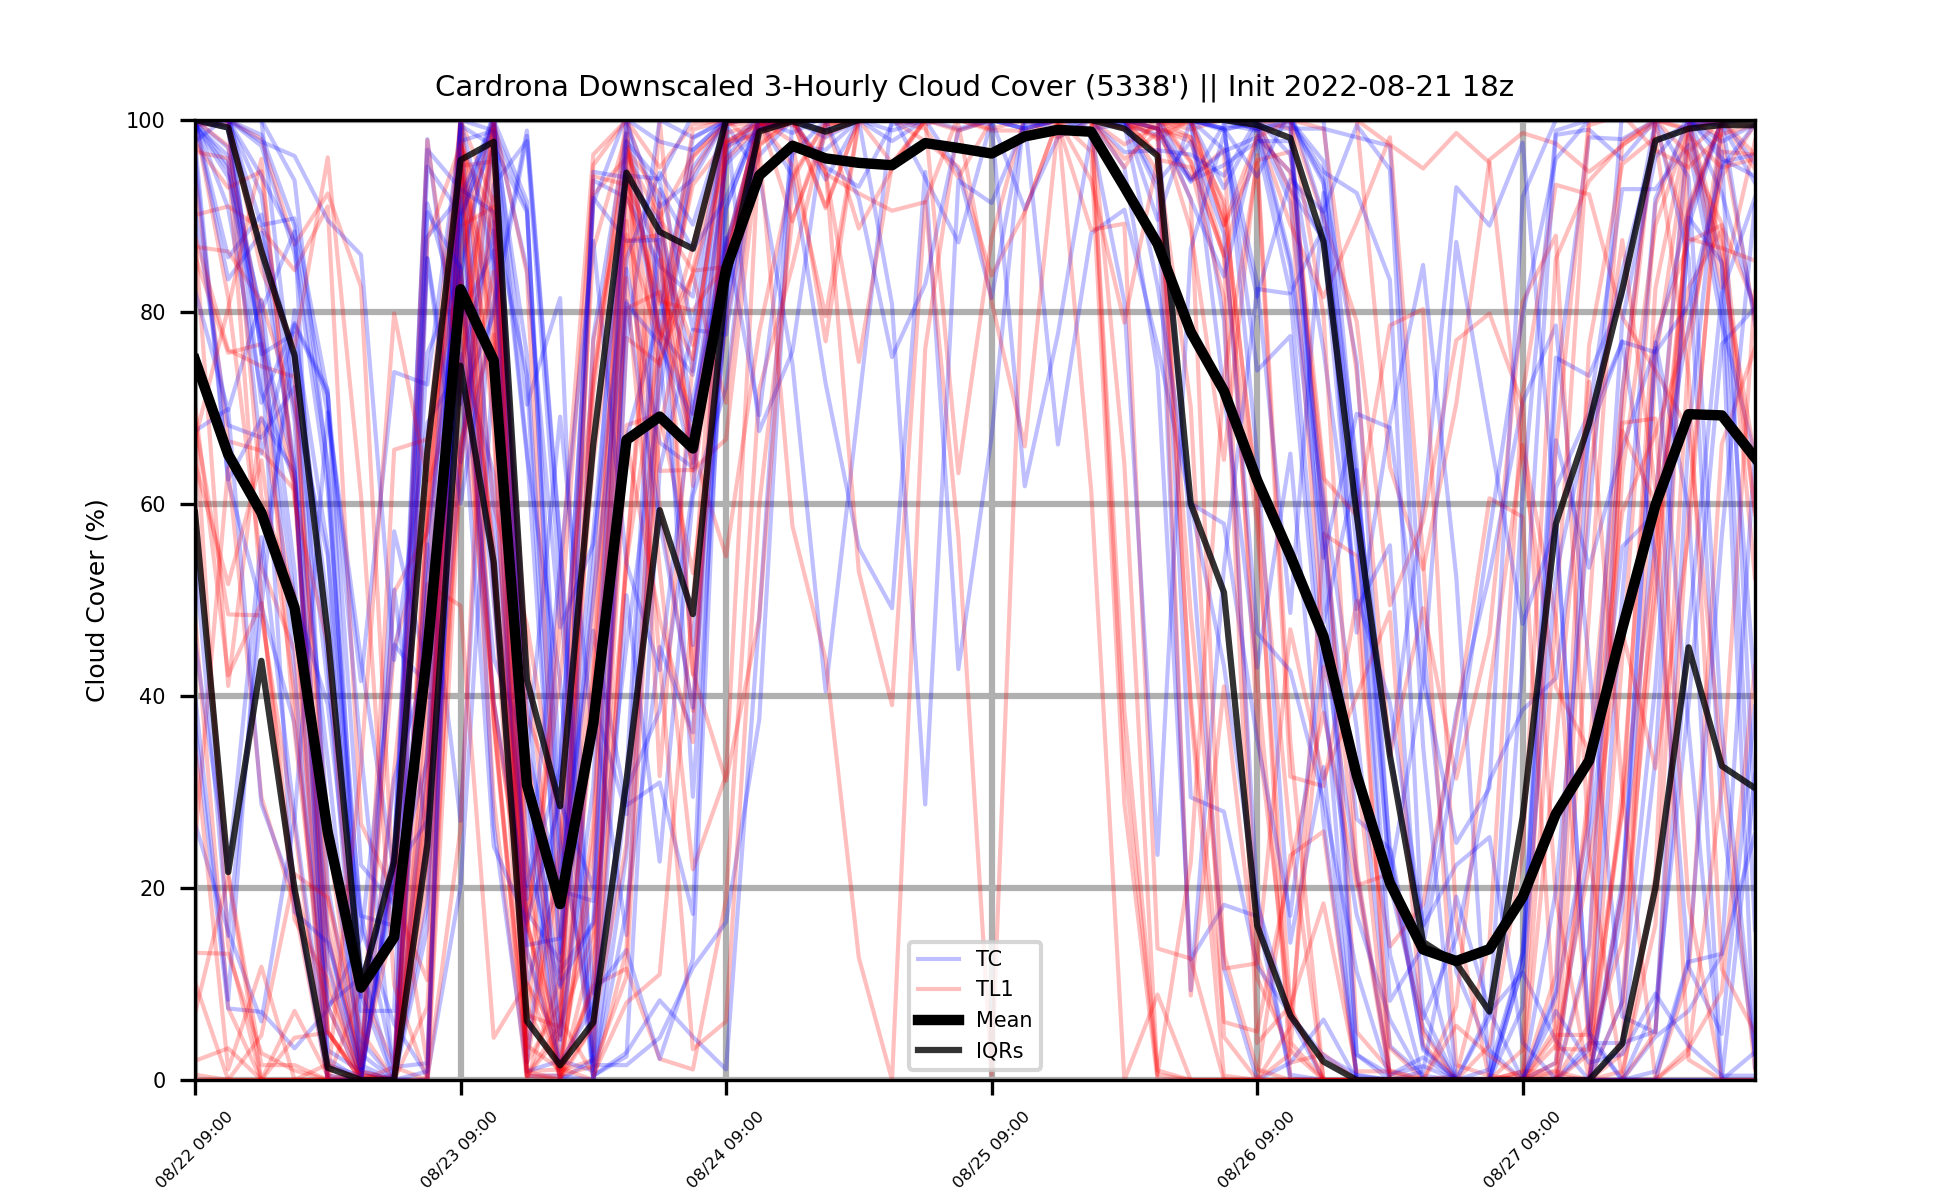 Cardrona Downscaled 3-Hourly Cloud Cover (5338') || Init 2022-08-21 18z
Cloud Cover (%)
100
80
60
40
20
0
TC
TL1
Mean
IQRs
08/22 09:00
08/23 09:00
08/24 09:00
08/25 09:00
08/26 09:00
08/27 09:00